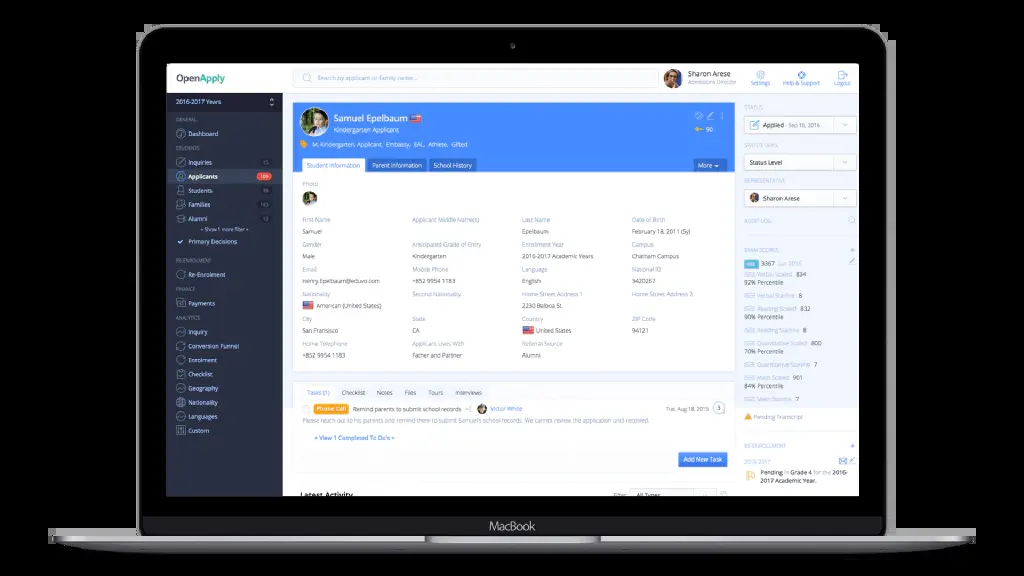 OpenApply
Search by applicant or family name...
Sharon Arese
Admissions Director
Settings
Help & Support
Logout
2016-2017 Years
GENERAL
Dashboard
STUDENTS
Inquiries
Applicants
Students
Families
Alumni
+ Show 1 more filter +
Primary Decisions
RE-ENROLMENT
Re-Enrolment
FINANCE
Payments
ANALYTICS
Inquiry
Conversion Funnel
Enrolment
Checklist
Geography
Nationality
Languages
Custom
Samuel Epelbaum
Kindergarten Applicant
90
M, Kindergarten, Applicant, Embassy, EAL, Athlete, Gifted
Student Information
Parent Information
School History
More
Photo
First Name
Applicant Middle Name(s)
Last Name
Date of Birth
Samuel
Epelbaum
February 18, 2011 (5y)
Gender
Anticipated Grade of Entry
Enrolment Year
Campus
Male
Kindergarten
2016-2017 Academic Years
Chatham Campus
Email
Mobile Phone
Language
National ID
Henry.Epelbaum@eduvo.com
+852 9954 1183
English
9420267
Nationality
Second Nationality
Home Street Address 1
Home Street Address 2
American (United States)
2230 Balboa St.
City
State
Country
ZIP Code
San Fransisco
CA
United States
94121
Home Telephone
Applicant Lives With
Referral Source
+852 9954 1183
Father and Partner
Alumni
Tasks (1)
Checklist
Notes
Files
Tours
Interviews
Phone Call
Remind parents to submit school records
Victor White
Tue, Aug 18, 2015
3
Please reach out to his parents and remind them to submit Samuel's school records. We cannot review the application until received.
+ View 1 Completed To Do's +
Add New Task
Latest Activity
Filter:
All Types
STATUS
Applied - Sep 16, 2016
STATUS LEVEL
Status Level
REPRESENTATIVE
Sharon Arese
AUDIT LOG
EXAM SCORES
3367 Jun 2015
ISEE Verbal Scaled: 834
92% Percentile
ISEE Verbal Stanine: 8
ISEE Reading Scaled: 832
90% Percentile
ISEE Reading Stanine: 8
ISEE Quantitative Scaled: 800
70% Percentile
ISEE Quantitative Stanine: 7
ISEE Math Scaled: 901
84% Percentile
ISEE Math Stanine: 7
Pending Transcript
RE-ENROLLMENT
2016-2017
Pending in Grade 4 for the 2016-
2017 Academic Year.
MacBook